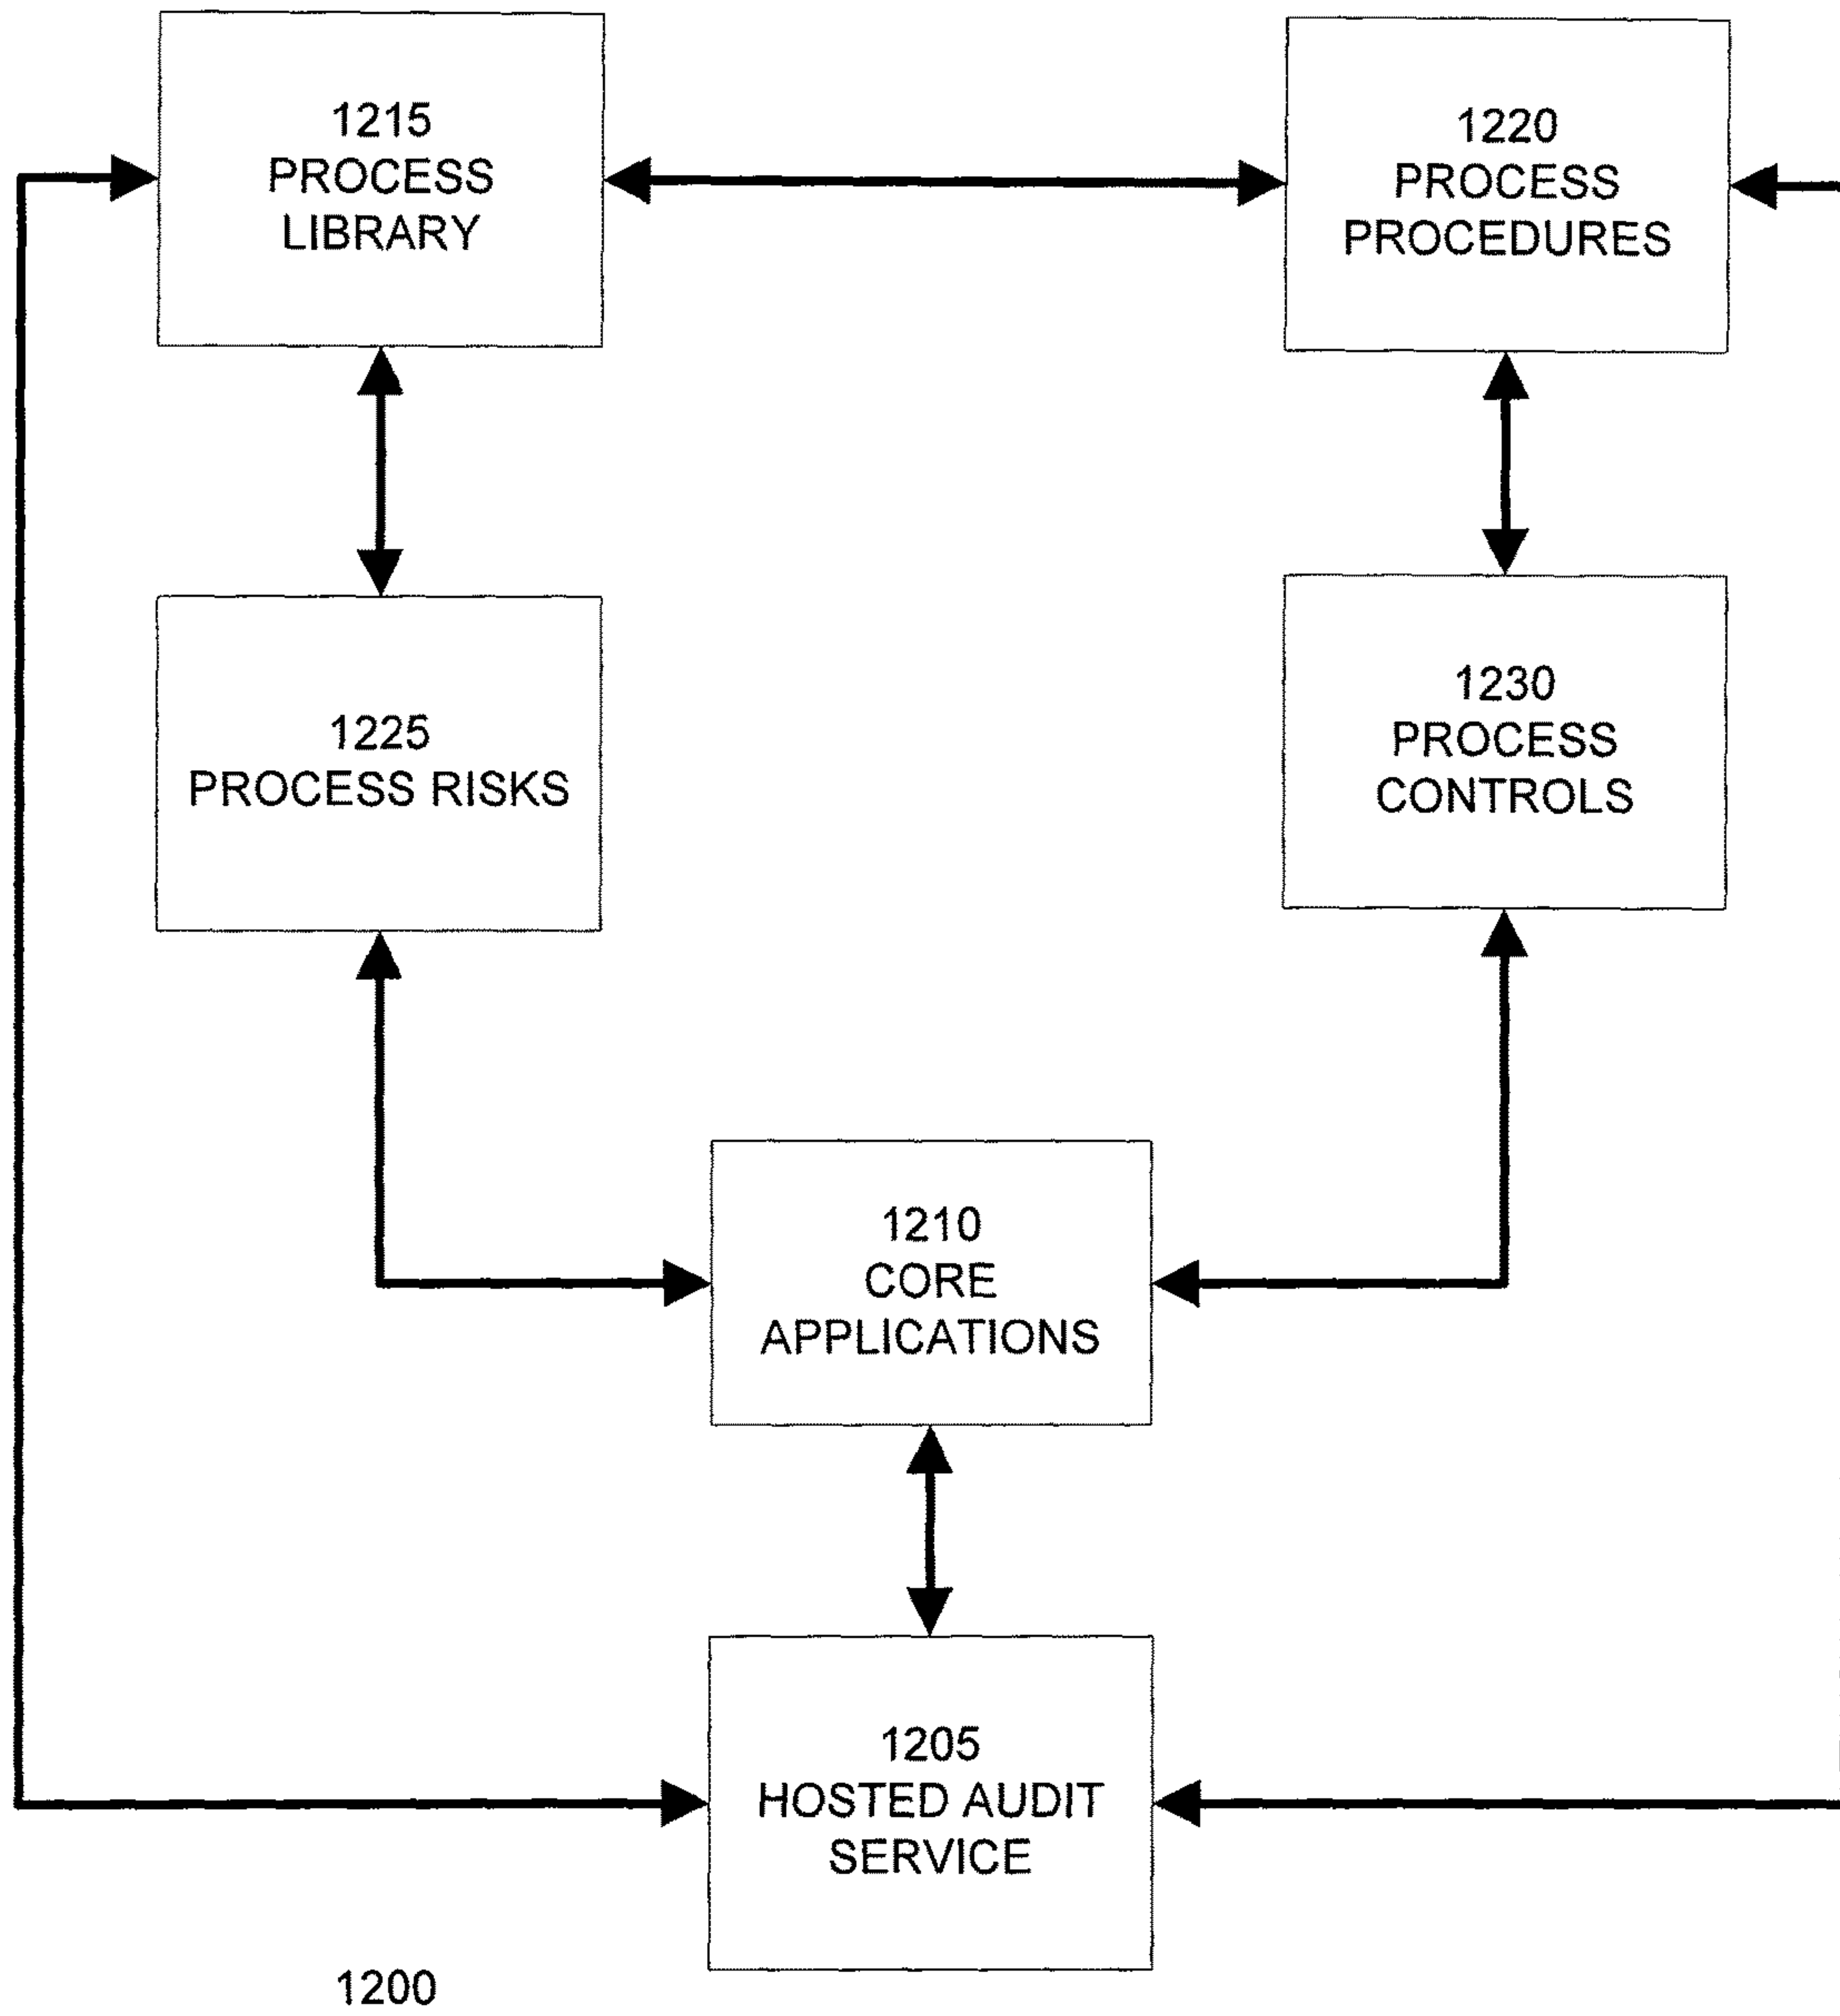 1215
PROCESS
LIBRARY
1220
PROCESS
PROCEDURES
1225
PROCESS RISKS
1230
PROCESS
CONTROLS
1210
CORE
APPLICATIONS
1205
HOSTED AUDIT
SERVICE
1200